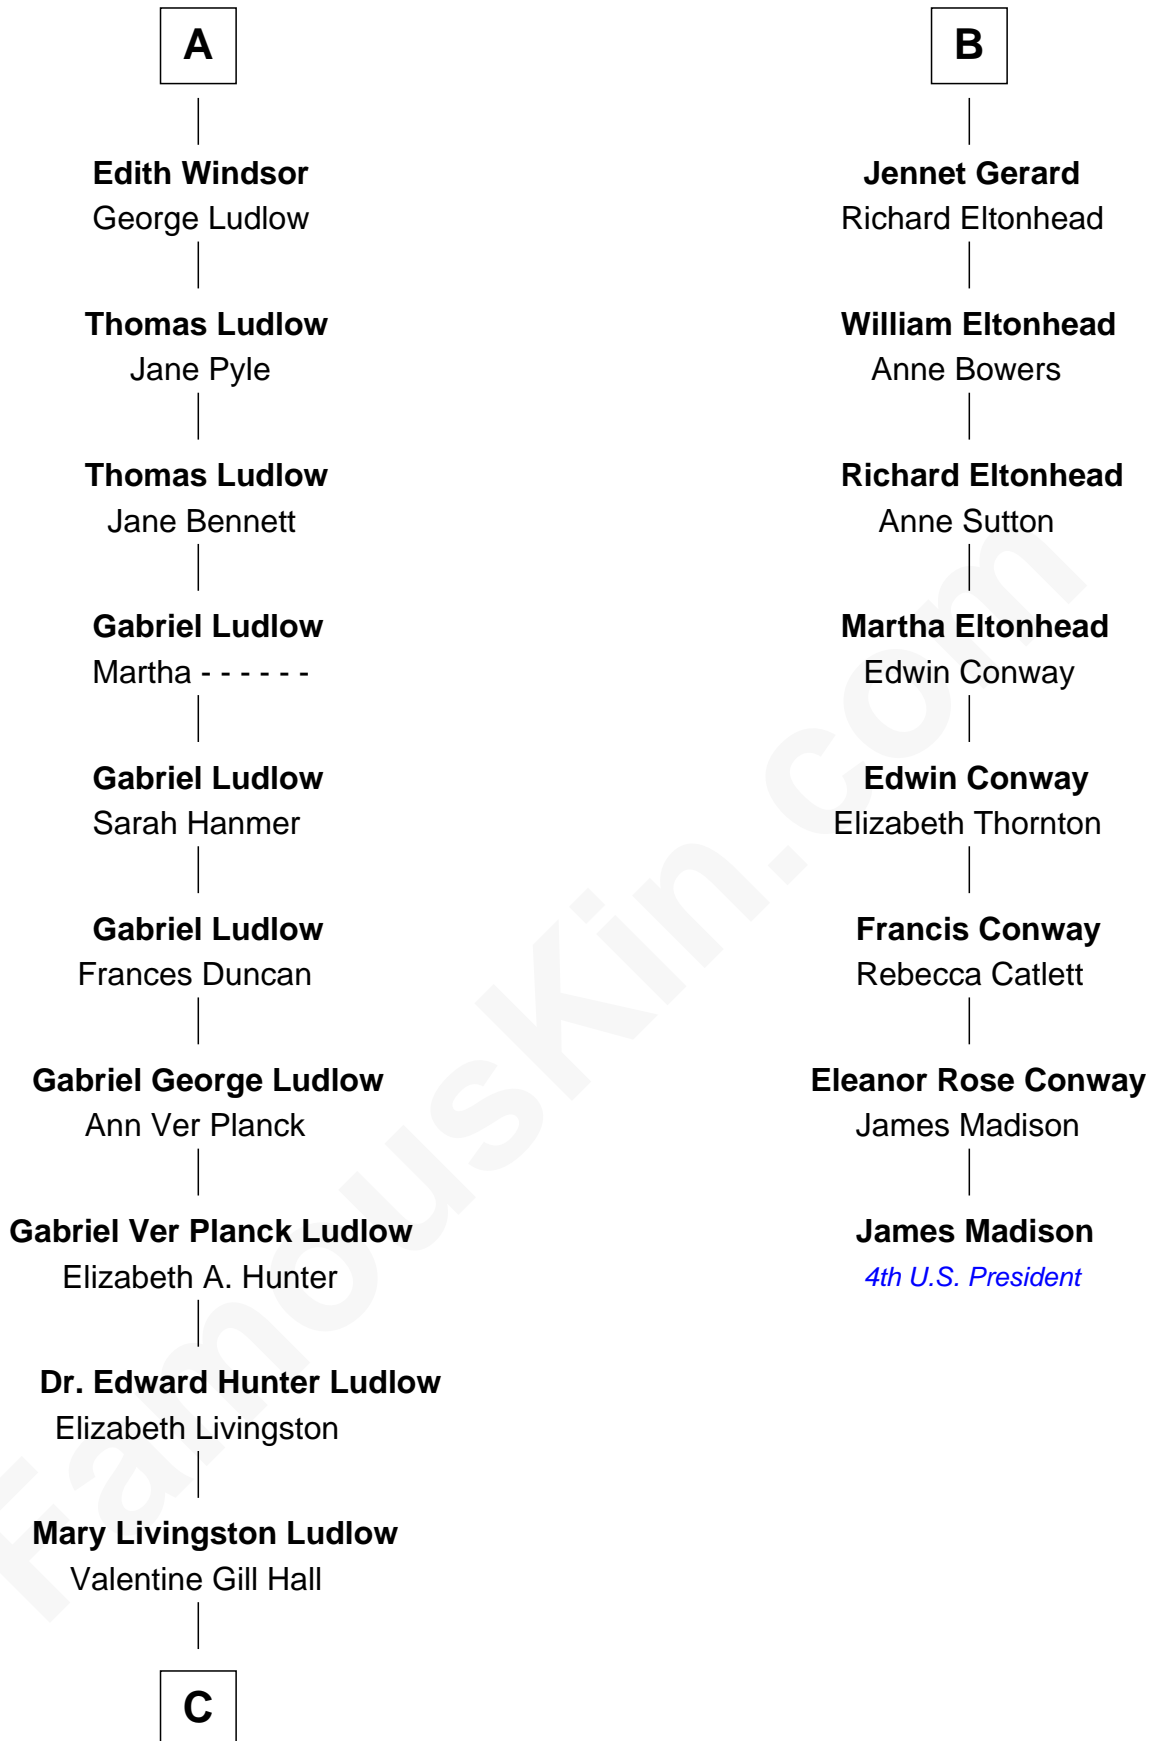 A
Edith Windsor
George Ludlow
Thomas Ludlow
Jane Pyle
Thomas Ludlow
Jane Bennett
Gabriel Ludlow
Martha - - - - - -
Gabriel Ludlow
Sarah Hanmer
Gabriel Ludlow
Frances Duncan
Gabriel George Ludlow
Ann Ver Planck
Gabriel Ver Planck Ludlow
Elizabeth A. Hunter
Dr. Edward Hunter Ludlow
Elizabeth Livingston
Mary Livingston Ludlow
Valentine Gill Hall
C
B
Jennet Gerard
Richard Eltonhead
William Eltonhead
Anne Bowers
Richard Eltonhead
Anne Sutton
Martha Eltonhead
Edwin Conway
Edwin Conway
Elizabeth Thornton
Francis Conway
Rebecca Catlett
Eleanor Rose Conway
James Madison
James Madison
4th U.S. President
FamousKin.com